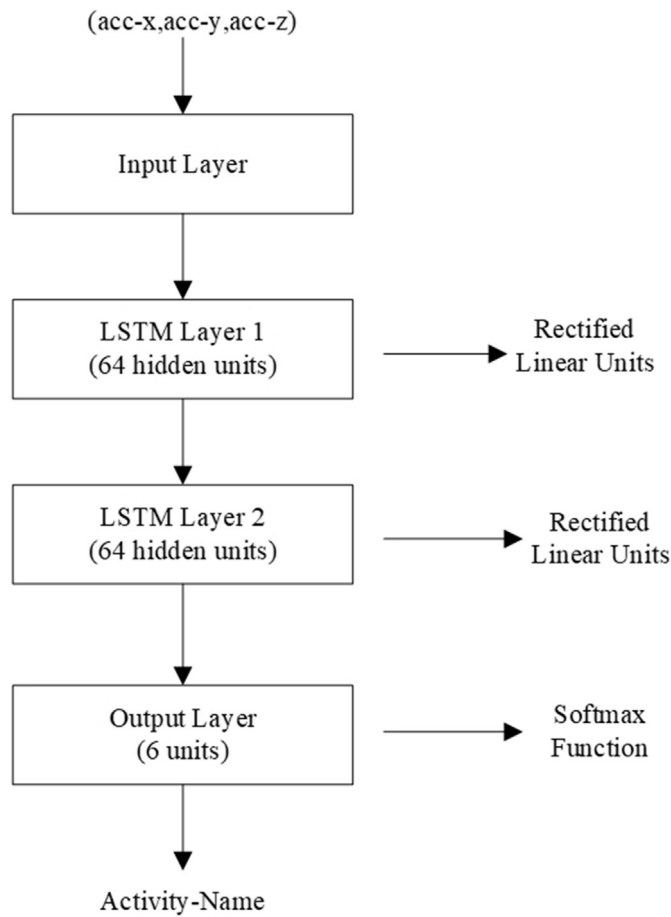 (acc-x,acc-y,acc-z)
Input Layer
LSTM Layer 1
(64 hidden units)
Rectified
Linear Units
LSTM Layer 2
(64 hidden units)
Rectified
Linear Units
Output Layer
(6 units)
Softmax
Function
Activity-Name